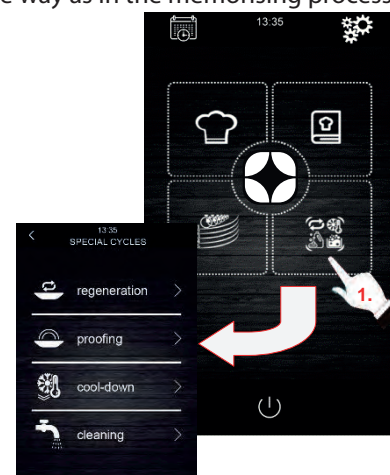 e way as in the memorising process
13:35
1.
13:35
SPECIAL CYCLES
regeneration
proofing
cool-down
cleaning